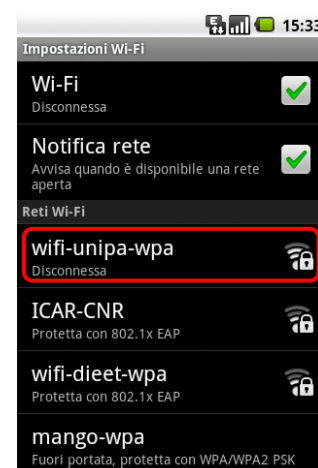 15:33
Impostazioni Wi-Fi
Wi-Fi
Disconnessa
Notifica rete
Avvisa quando è disponibile una rete
aperta
Reti Wi-Fi
wifi-unipa-wpa
Disconnessa
ICAR-CNR
Protetta con 802.1x EAP
wifi-dieet-wpa
Protetta con 802.1x EAP
mango-wpa
Fuori portata, protetta con WPA/WPA2 PSK